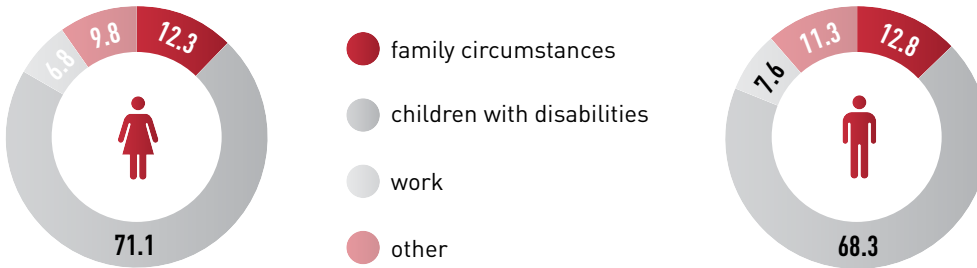 9.8
12.3
6.8
71.1
family circumstances
children with disabilities
work
other
11.3
12.8
7.6
68.3